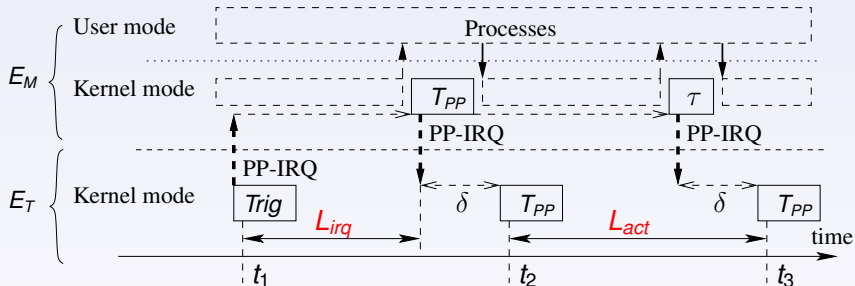 User mode
Processes
E_M
Kernel mode
T_PP
τ
PP-IRQ
PP-IRQ
PP-IRQ
E_T
Kernel mode
Trig
δ
T_PP
δ
T_PP
L_irq
L_act
time
t_1
t_2
t_3